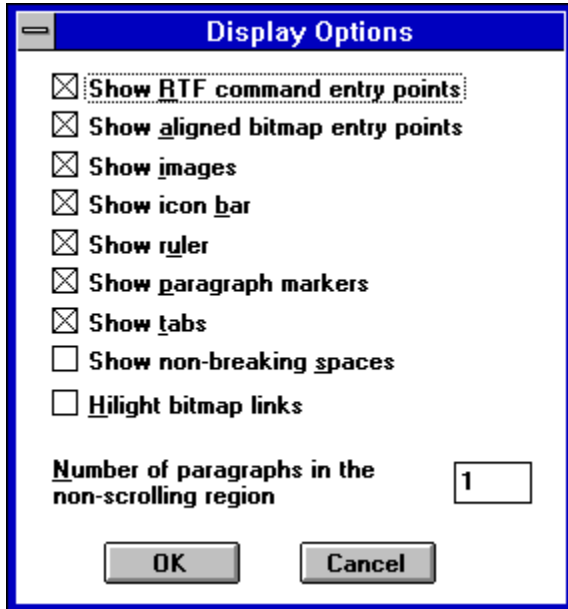 Display Options
Show RTF command entry points
Show aligned bitmap entry points
Show images
Show icon bar
Show ruler
Show paragraph markers
Show tabs
Show non-breaking spaces
Hilight bitmap links
Number of paragraphs in the
non-scrolling region
1
OK
Cancel